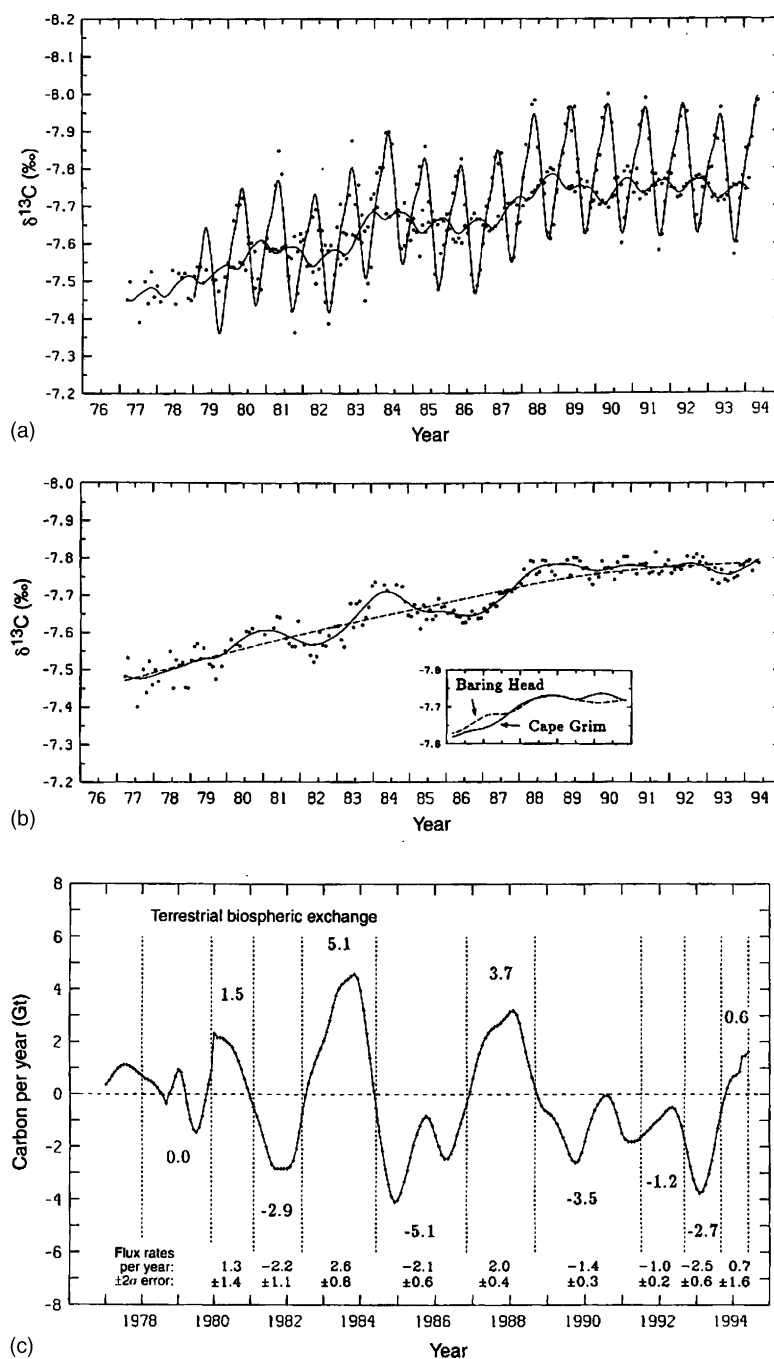 -8.2
-8.1
-8.0
-7.9
-7.8
-7.7
-7.6
-7.5
-7.4
-7.3
-7.2
δ¹³C (‰)
76 77 78 79 80 81 82 83 84 85 86 87 88 89 90 91 92 93 94
(a)
Year
-8.0
-7.9
-7.8
-7.7
-7.6
-7.5
-7.4
-7.3
-7.2
δ¹³C (‰)
-7.8
Baring Head
-7.7
Cape Grim
-7.6
76 77 78 79 80 81 82 83 84 85 86 87 88 89 90 91 92 93 94
(b)
Year
8
6
4
2
0
-2
-4
-6
-8
Carbon per year (Gt)
Terrestrial biospheric exchange
5.1
3.7
1.5
0.6
0.0
-1.2
-2.9
-3.5
-5.1
-2.7
Flux rates
per year: 1.3 -2.2 2.6 -2.1 2.0 -1.4 -1.0 -2.5 0.7
±2σ error: ±1.4 ±1.1 ±0.8 ±0.6 ±0.4 ±0.3 ±0.2 ±0.6 ±1.6
1978 1980 1982 1984 1986 1988 1990 1992 1994
(c)
Year